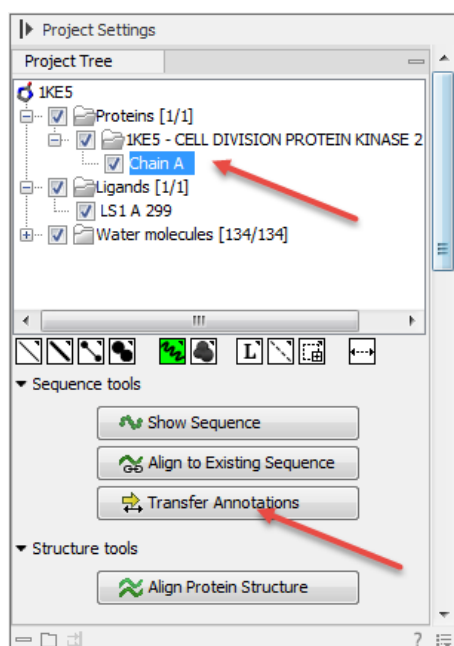 Project Settings
Project Tree
1KE5
Proteins [1/1]
1KE5 - CELL DIVISION PROTEIN KINASE 2
Chain A
Ligands [1/1]
LS1 A 299
Water molecules [134/134]
L
Sequence tools
Show Sequence
Align to Existing Sequence
Transfer Annotations
Structure tools
Align Protein Structure
?